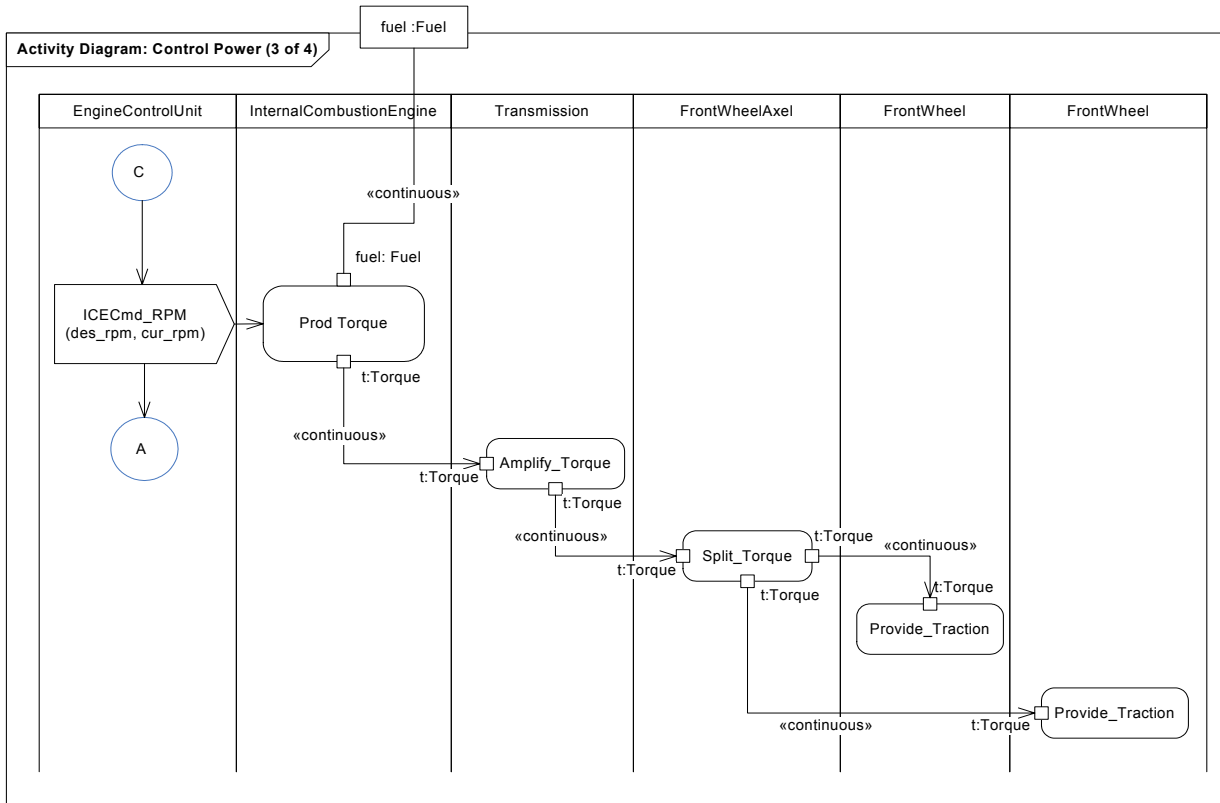 fuel :Fuel
Activity Diagram: Control Power (3 of 4)
EngineControlUnit
InternalCombustionEngine
Transmission
FrontWheelAxel
FrontWheel
FrontWheel
C
«continuous»
fuel: Fuel
ICECmd_RPM
(des_rpm, cur_rpm)
Prod Torque
t:Torque
«continuous»
A
t:Torque
Amplify_Torque
t:Torque
«continuous»
t:Torque
Split_Torque
t:Torque
t:Torque
«continuous»
t:Torque
Provide_Traction
«continuous»
t:Torque
Provide_Traction